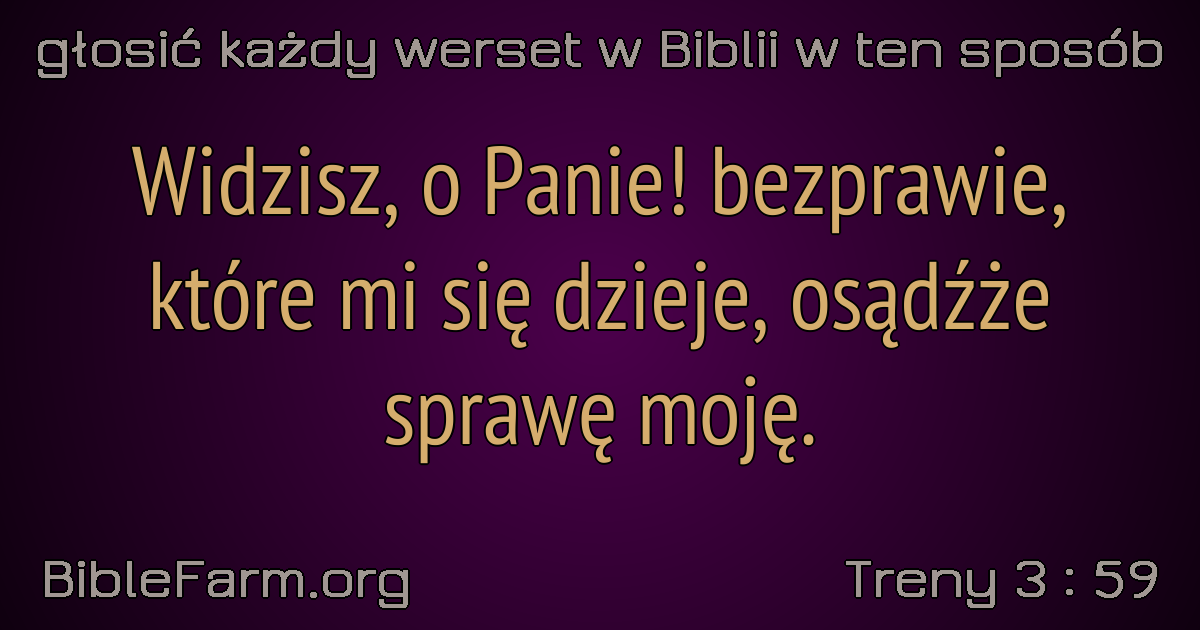 głosić każdy werset w Biblii w ten sposób
Widzisz, o Panie! bezprawie,
które mi się dzieje, osądźże
sprawę moję.
BibleFarm.org
Treny 3 : 59